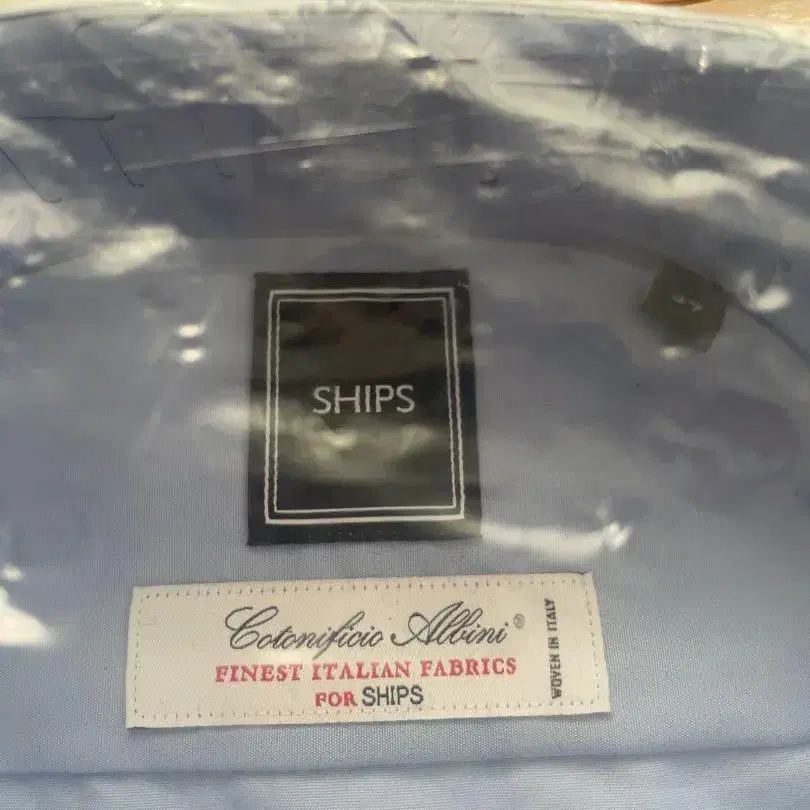 SHIPS
Cotonificio Albini®
FINEST ITALIAN FABRICS
FOR SHIPS
WOVEN IN ITALY